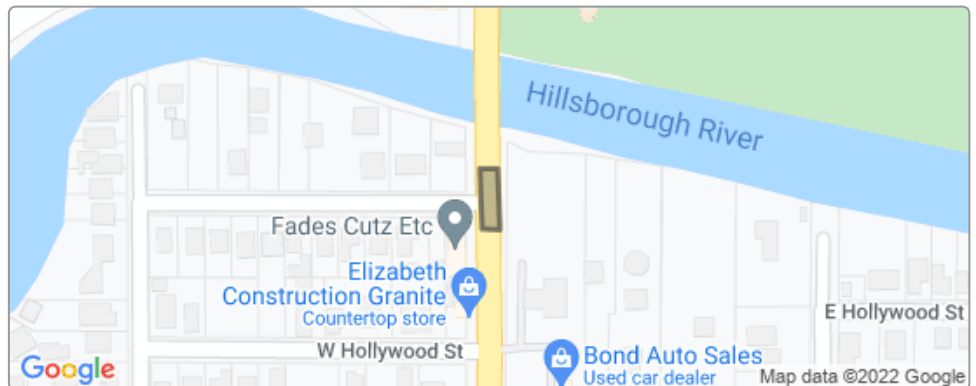 Hillsborough River
Fades Cutz Etc
Elizabeth
Construction Granite
Countertop store
E Hollywood St
W Hollywood St
Bond Auto Sales
Used car dealer
Google
Map data ©2022 Google